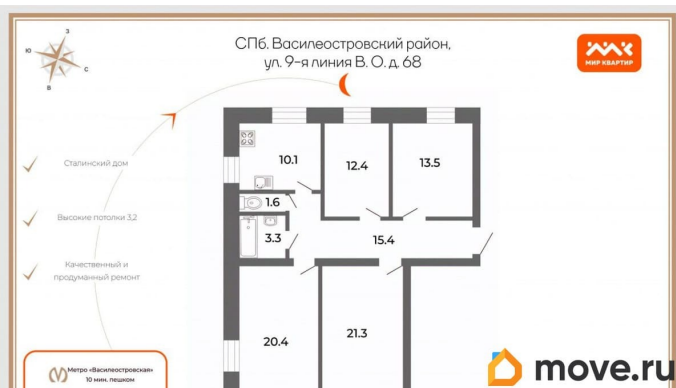 СПб. Василеостровский район,
ул. 9-я линия В. О. д. 68
МИР КВАРТИР
З
Ю
С
В
Сталинский дом
Высокие потолки 3,2
Качественный и
продуманный ремонт
10.1
12.4
13.5
1.6
3.3
15.4
20.4
21.3
Метро «Василеостровская»
10 мин. пешком
move.ru